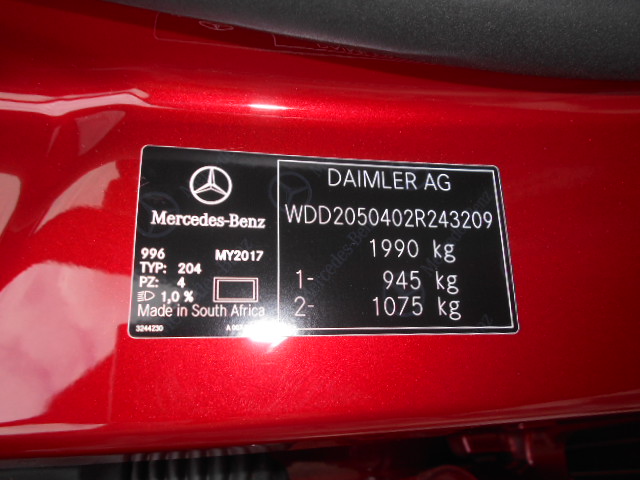 Mercedes-Benz
996 MY2017
TYP: 204
PZ: 4
1,0 %
Made in South Africa
3244230
DAIMLER AG
WDD2050402R243209
1990 kg
1- 945 kg
2- 1075 kg